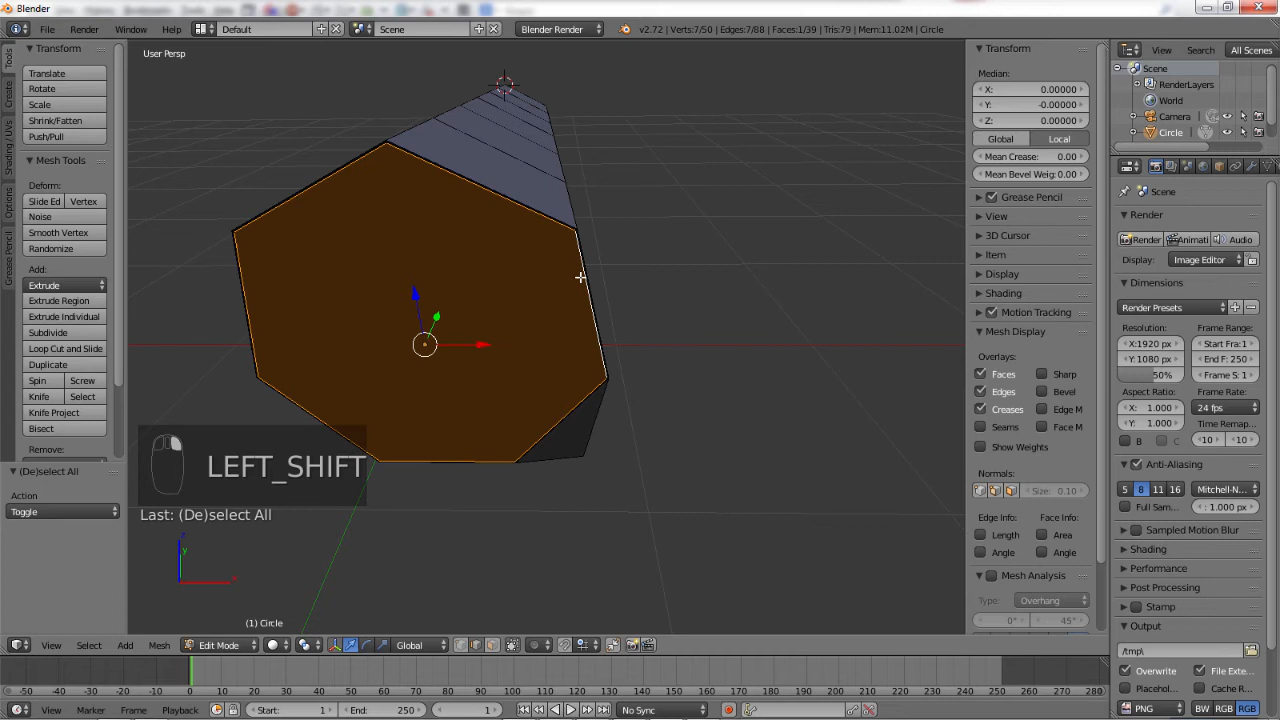 Blender
File Render Window Help Default Scene Blender Render v2.72 | Verts:7/50 | Edges:7/88 | Faces:1/39 | Tris:79 | Mem:11.02M | Circle
View Search All Scenes
Scene
RenderLayers
World
Camera
Circle
Scene
Render
Render Animati Audio
Display: Image Editor
Dimensions
Render Presets
Resolution: Frame Range:
X:1920 px Start Fra:1
Y: 1080 px End F: 250
50% Frame S: 1
Aspect Ratio: Frame Rate:
X: 1.000 24 fps
Y: 1.000 Time Remap...
B C 10 10
Anti-Aliasing
5 8 11 16 Mitchell-N...
Full Sam... : 1.000 px
Sampled Motion Blur
Shading
Performance
Post Processing
Stamp
Output
/tmp\
Overwrite File Exte...
Placehol... Cache R...
PNG BW RGB RGB
Tools
Create
Shading / UVs
Options
Grease Pencil
Transform
Translate
Rotate
Scale
Shrink/Fatten
Push/Pull
Mesh Tools
Deform:
Slide Ed Vertex
Noise
Smooth Vertex
Randomize
Add:
Extrude
Extrude Region
Extrude Individual
Subdivide
Loop Cut and Slide
Duplicate
Spin Screw
Knife Select
Knife Project
Bisect
Remove:
(De)select All
Action
Toggle
User Persp
LEFT_SHIFT
Last: (De)select All
z
y
(1) Circle
Transform
Median:
X: 0.00000
Y: -0.00000
Z: 0.00000
Global Local
Mean Crease: 0.00
Mean Bevel Weig: 0.00
Grease Pencil
View
3D Cursor
Item
Display
Shading
Motion Tracking
Mesh Display
Overlays:
Faces Sharp
Edges Bevel
Creases Edge M
Seams Face M
Show Weights
Normals:
Size: 0.10
Edge Info: Face Info:
Length Area
Angle Angle
Mesh Analysis
Type: Overhang
0° 45°
View Select Add Mesh Edit Mode Global
-50 -40 -30 -20 -10 0 10 20 30 40 50 60 70 80 90 100 110 120 130 140 150 160 170 180 190 200 210 220 230 240 250 260 270 280
View Marker Frame Playback Start: 1 End: 250 1 No Sync